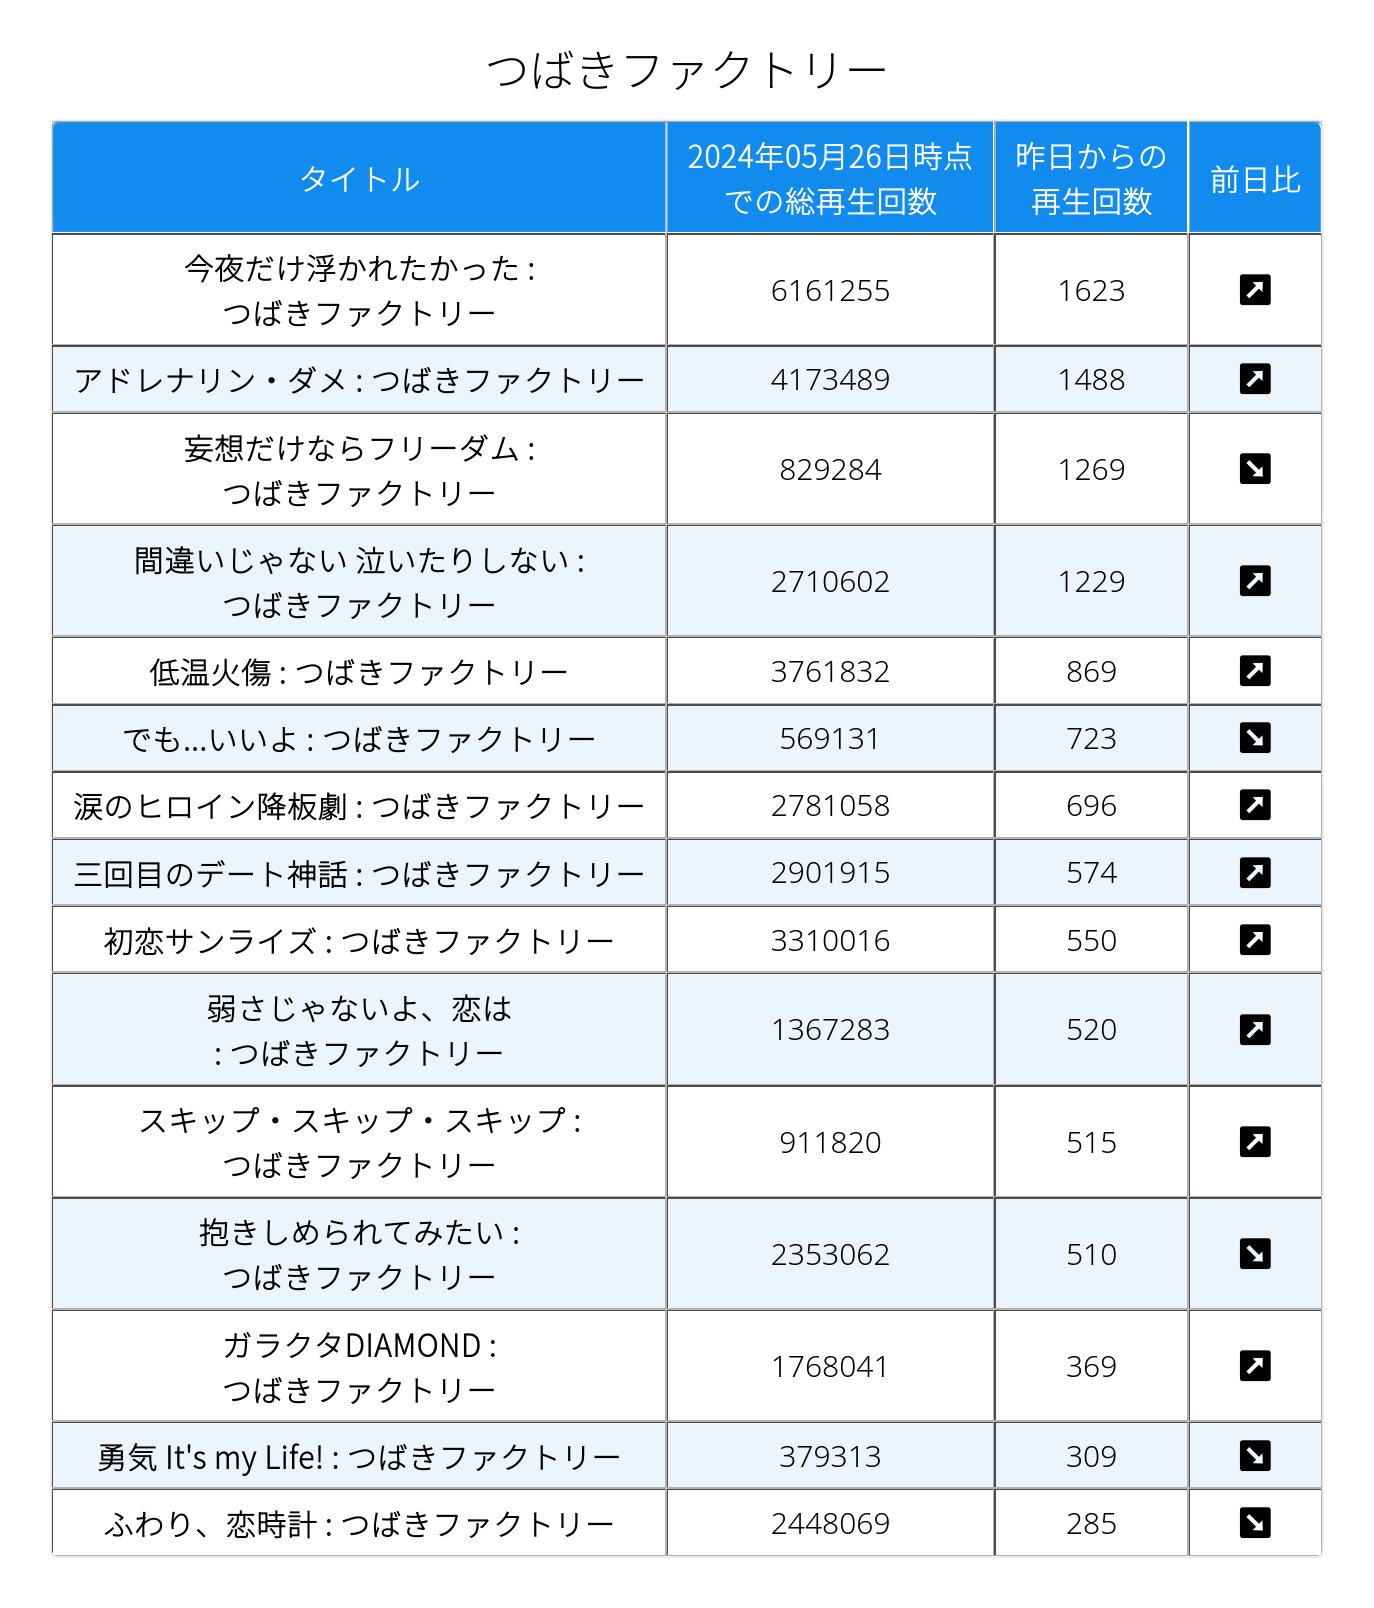 つばきファクトリー
タイトル
2024年05月26日時点
での総再生回数
昨日からの
再生回数
前日比
今夜だけ浮かれたかった :
つばきファクトリー
6161255
1623
アドレナリン・ダメ : つばきファクトリー
4173489
1488
妄想だけならフリーダム :
つばきファクトリー
829284
1269
間違いじゃない 泣いたりしない :
つばきファクトリー
2710602
1229
低温火傷 : つばきファクトリー
3761832
869
でも...いいよ : つばきファクトリー
569131
723
涙のヒロイン降板劇 : つばきファクトリー
2781058
696
三回目のデート神話 : つばきファクトリー
2901915
574
初恋サンライズ : つばきファクトリー
3310016
550
弱さじゃないよ、恋は
: つばきファクトリー
1367283
520
スキップ・スキップ・スキップ :
つばきファクトリー
911820
515
抱きしめられてみたい :
つばきファクトリー
2353062
510
ガラクタDIAMOND :
つばきファクトリー
1768041
369
勇気 It's my Life! : つばきファクトリー
379313
309
ふわり、恋時計 : つばきファクトリー
2448069
285